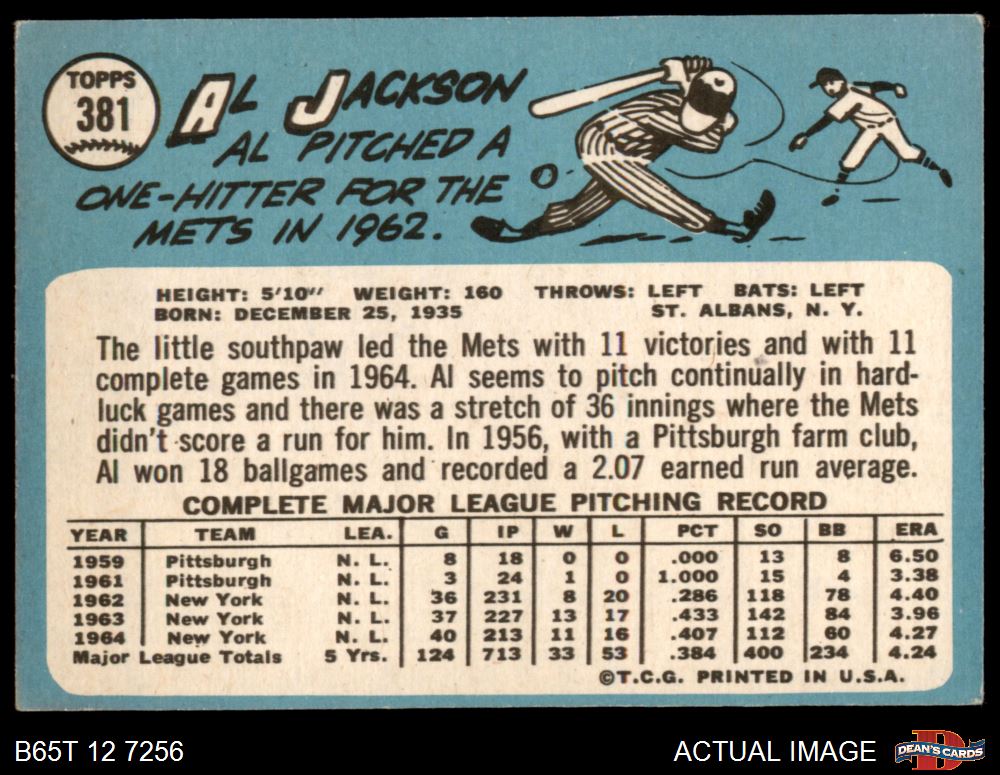 TOPPS
381
AL JACKSON
AL PITCHED A
ONE-HITTER FOR THE
METS IN 1962.
HEIGHT: 5'10" WEIGHT: 160 THROWS: LEFT BATS: LEFT
BORN: DECEMBER 25, 1935 ST. ALBANS, N. Y.
The little southpaw led the Mets with 11 victories and with 11
complete games in 1964. Al seems to pitch continually in hard-
luck games and there was a stretch of 36 innings where the Mets
didn't score a run for him. In 1956, with a Pittsburgh farm club,
Al won 18 ballgames and recorded a 2.07 earned run average.
COMPLETE MAJOR LEAGUE PITCHING RECORD
YEAR TEAM LEA. G IP W L PCT SO BB ERA
1959 Pittsburgh N. L. 8 18 0 0 .000 13 8 6.50
1961 Pittsburgh N. L. 3 24 1 0 1.000 15 4 3.38
1962 New York N. L. 36 231 8 20 .286 118 78 4.40
1963 New York N. L. 37 227 13 17 .433 142 84 3.96
1964 New York N. L. 40 213 11 16 .407 112 60 4.27
Major League Totals 5 Yrs. 124 713 33 53 .384 400 234 4.24
©T.C.G. PRINTED IN U.S.A.
B65T 12 7256 ACTUAL IMAGE DEAN'S CARDS